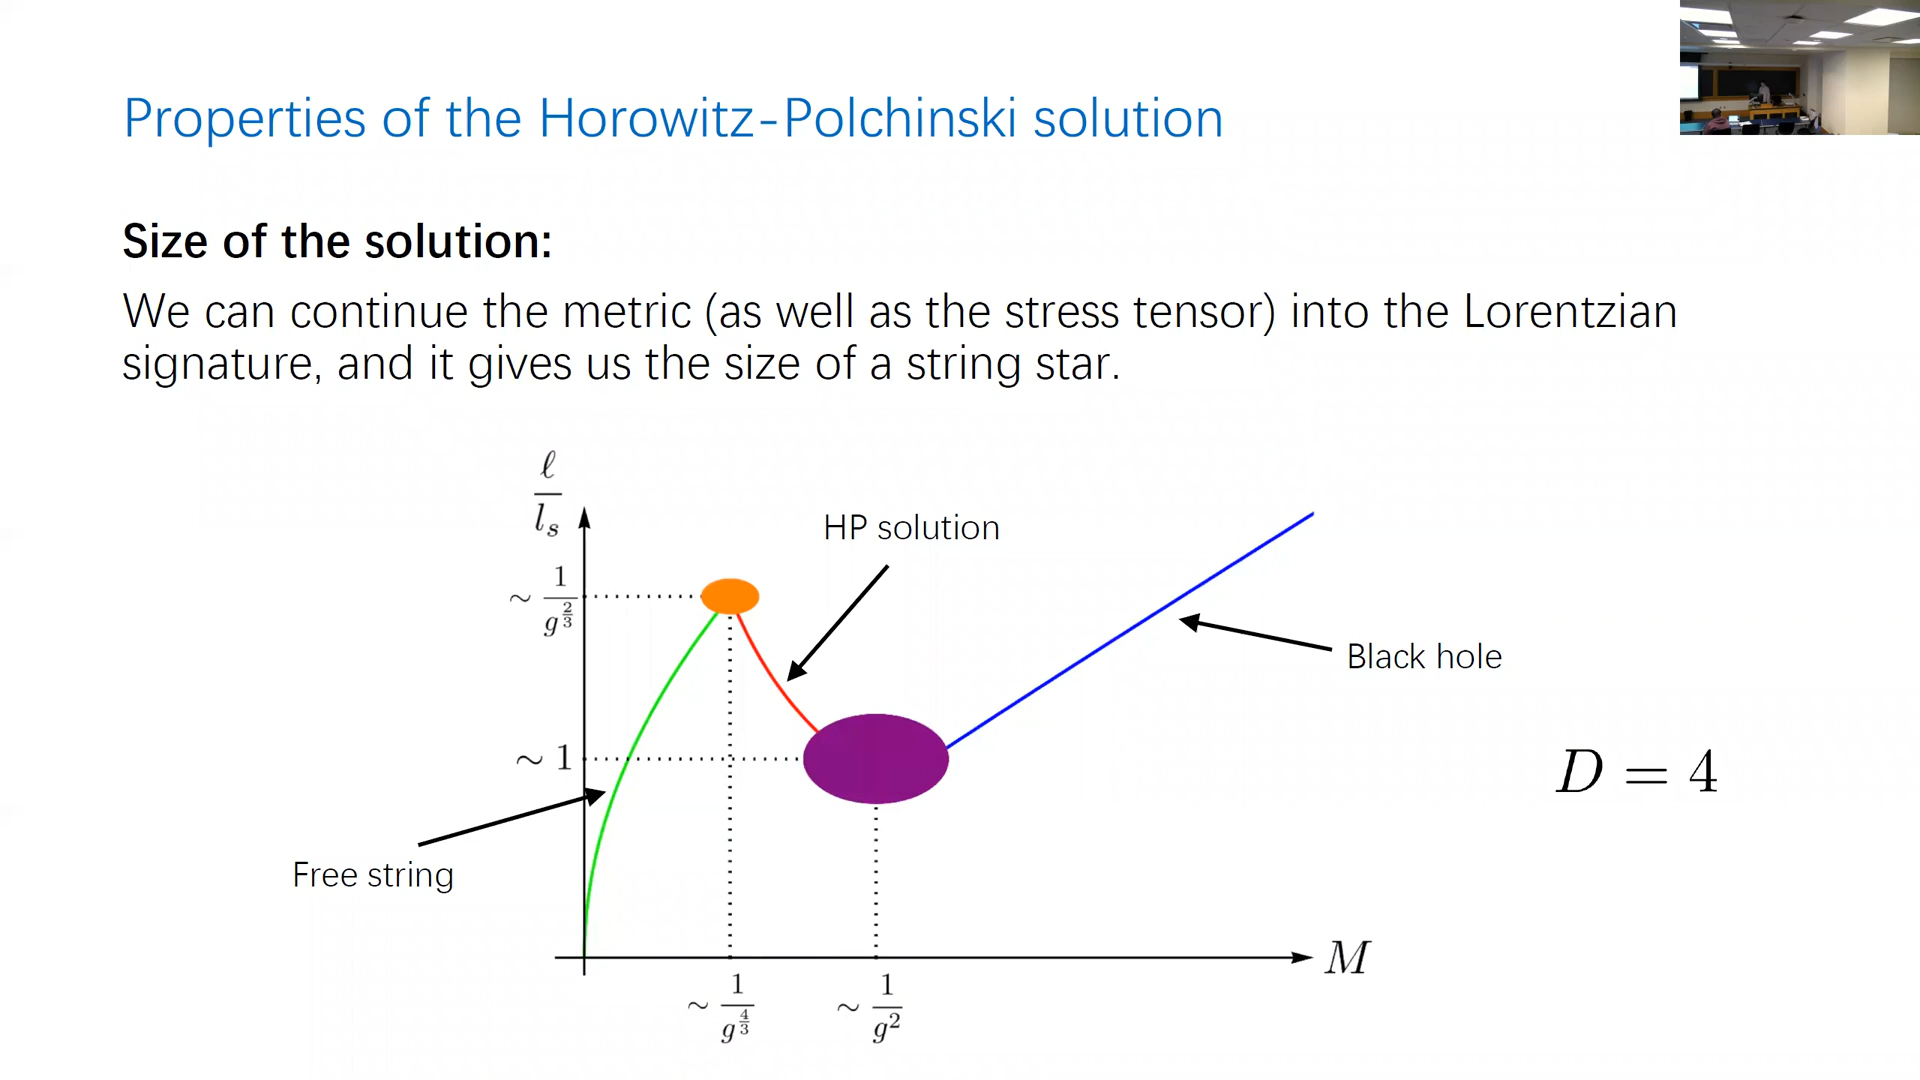 Properties of the Horowitz-Polchinski solution
Size of the solution:
We can continue the metric (as well as the stress tensor) into the Lorentzian
signature, and it gives us the size of a string star.
ℓ/l_s
HP solution
∼ 1/g^{2/3}
Black hole
∼ 1
D = 4
Free string
M
∼ 1/g^{4/3}
∼ 1/g^2